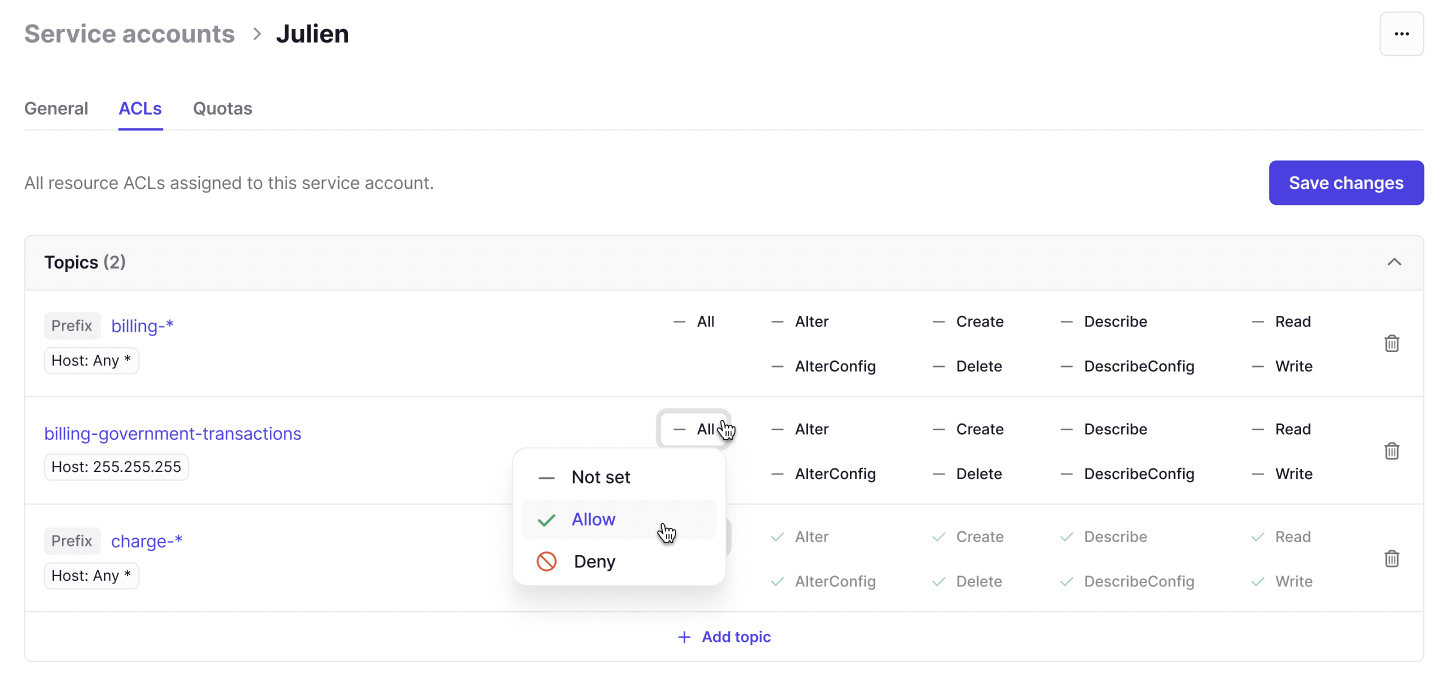 Service accounts > Julien
General ACLs Quotas
All resource ACLs assigned to this service account.
Save changes
Topics (2)
Prefix billing-*
Host: Any *
— All — Alter — Create — Describe — Read
— AlterConfig — Delete — DescribeConfig — Write
billing-government-transactions
Host: 255.255.255
— All — Alter — Create — Describe — Read
— AlterConfig — Delete — DescribeConfig — Write
— Not set
Allow
Deny
Prefix charge-*
Host: Any *
✓ Alter ✓ Create ✓ Describe ✓ Read
✓ AlterConfig ✓ Delete ✓ DescribeConfig ✓ Write
+ Add topic